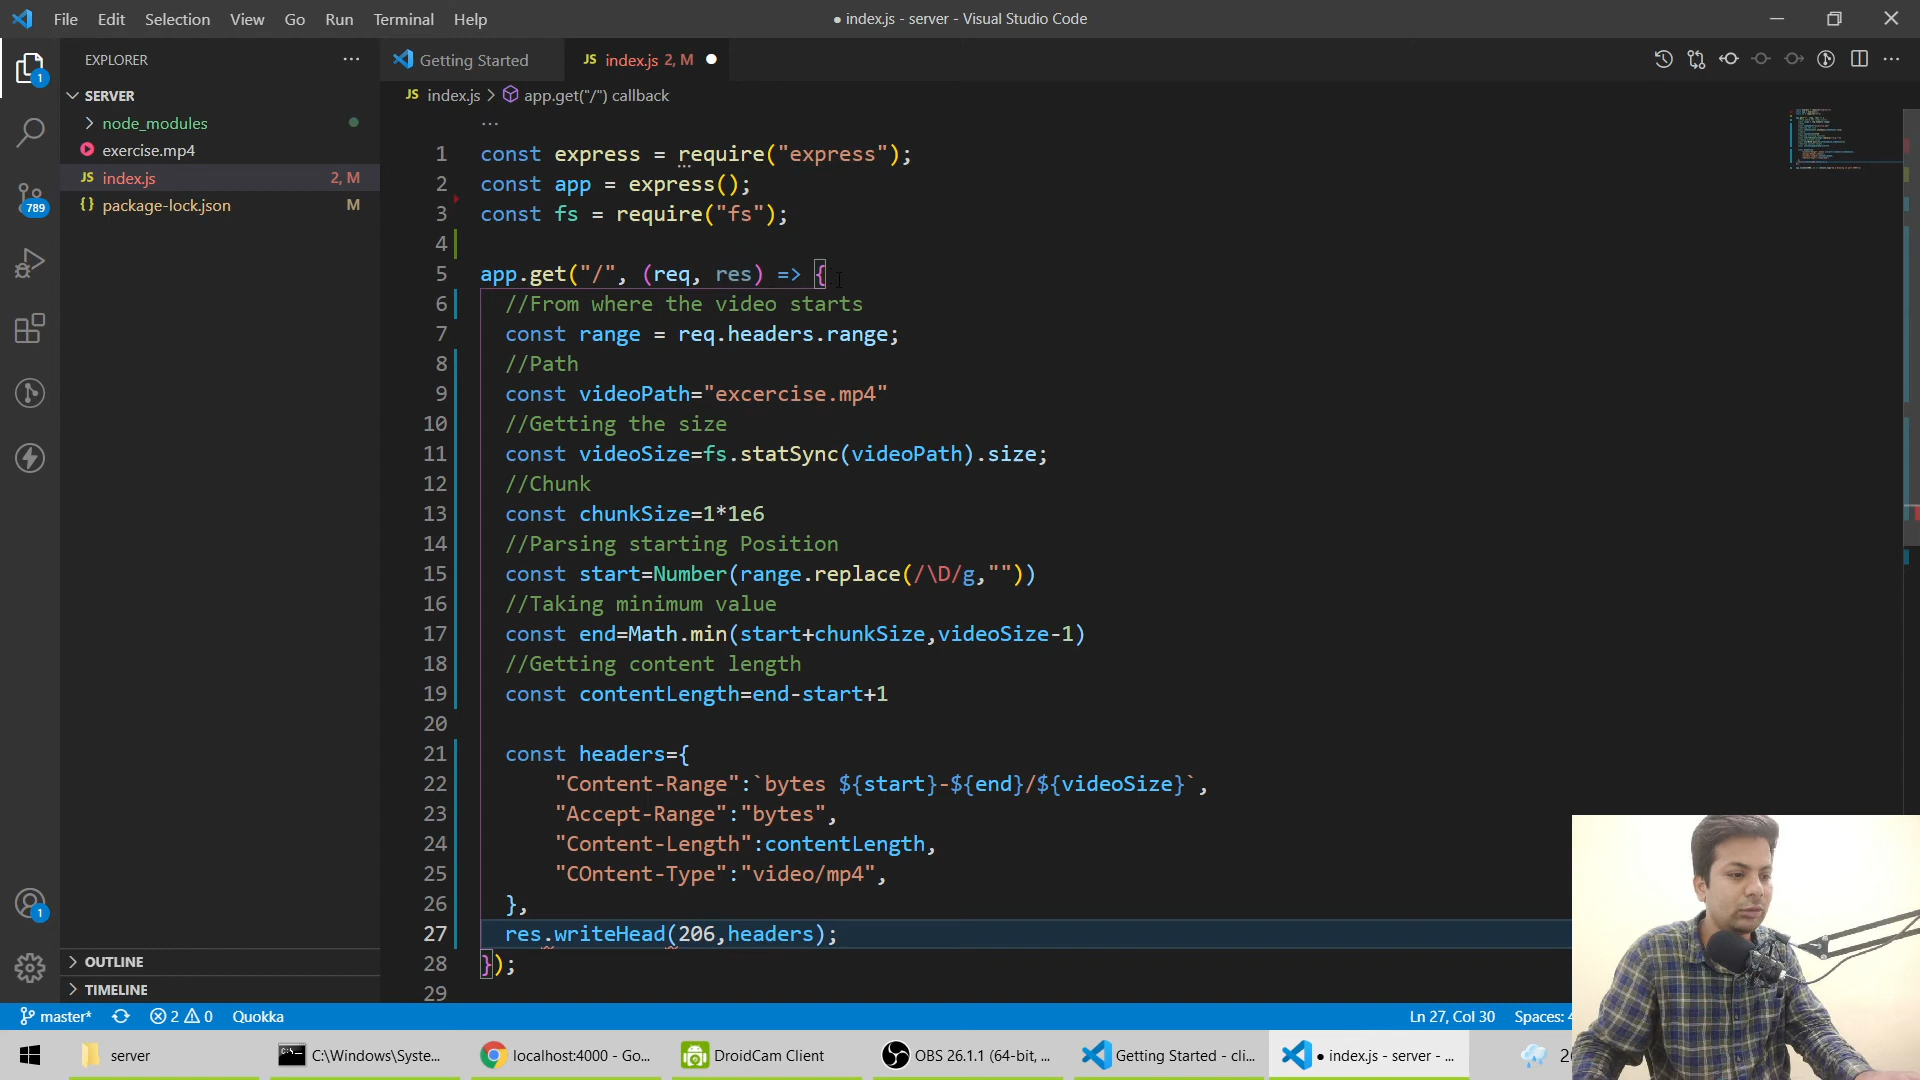 File Edit Selection View Go Run Terminal Help
● index.js - server - Visual Studio Code
EXPLORER
SERVER
node_modules
exercise.mp4
JS index.js 2, M
{} package-lock.json M
OUTLINE
TIMELINE
1
789
1
Getting Started
JS index.js 2, M ●
JS index.js > app.get("/") callback
...
1 const express = require("express");
2 const app = express();
3 const fs = require("fs");
4
5 app.get("/", (req, res) => {
6 //From where the video starts
7 const range = req.headers.range;
8 //Path
9 const videoPath="excercise.mp4"
10 //Getting the size
11 const videoSize=fs.statSync(videoPath).size;
12 //Chunk
13 const chunkSize=1*1e6
14 //Parsing starting Position
15 const start=Number(range.replace(/\D/g,""))
16 //Taking minimum value
17 const end=Math.min(start+chunkSize,videoSize-1)
18 //Getting content length
19 const contentLength=end-start+1
20
21 const headers={
22 "Content-Range":`bytes ${start}-${end}/${videoSize}`,
23 "Accept-Range":"bytes",
24 "Content-Length":contentLength,
25 "COntent-Type":"video/mp4",
26 },
27 res.writeHead(206,headers);
28 });
29
master* 2 0 Quokka
Ln 27, Col 30 Spaces:
server
C:\Windows\Syste...
localhost:4000 - Go...
DroidCam Client
OBS 26.1.1 (64-bit, ...
Getting Started - cli...
● index.js - server - ...